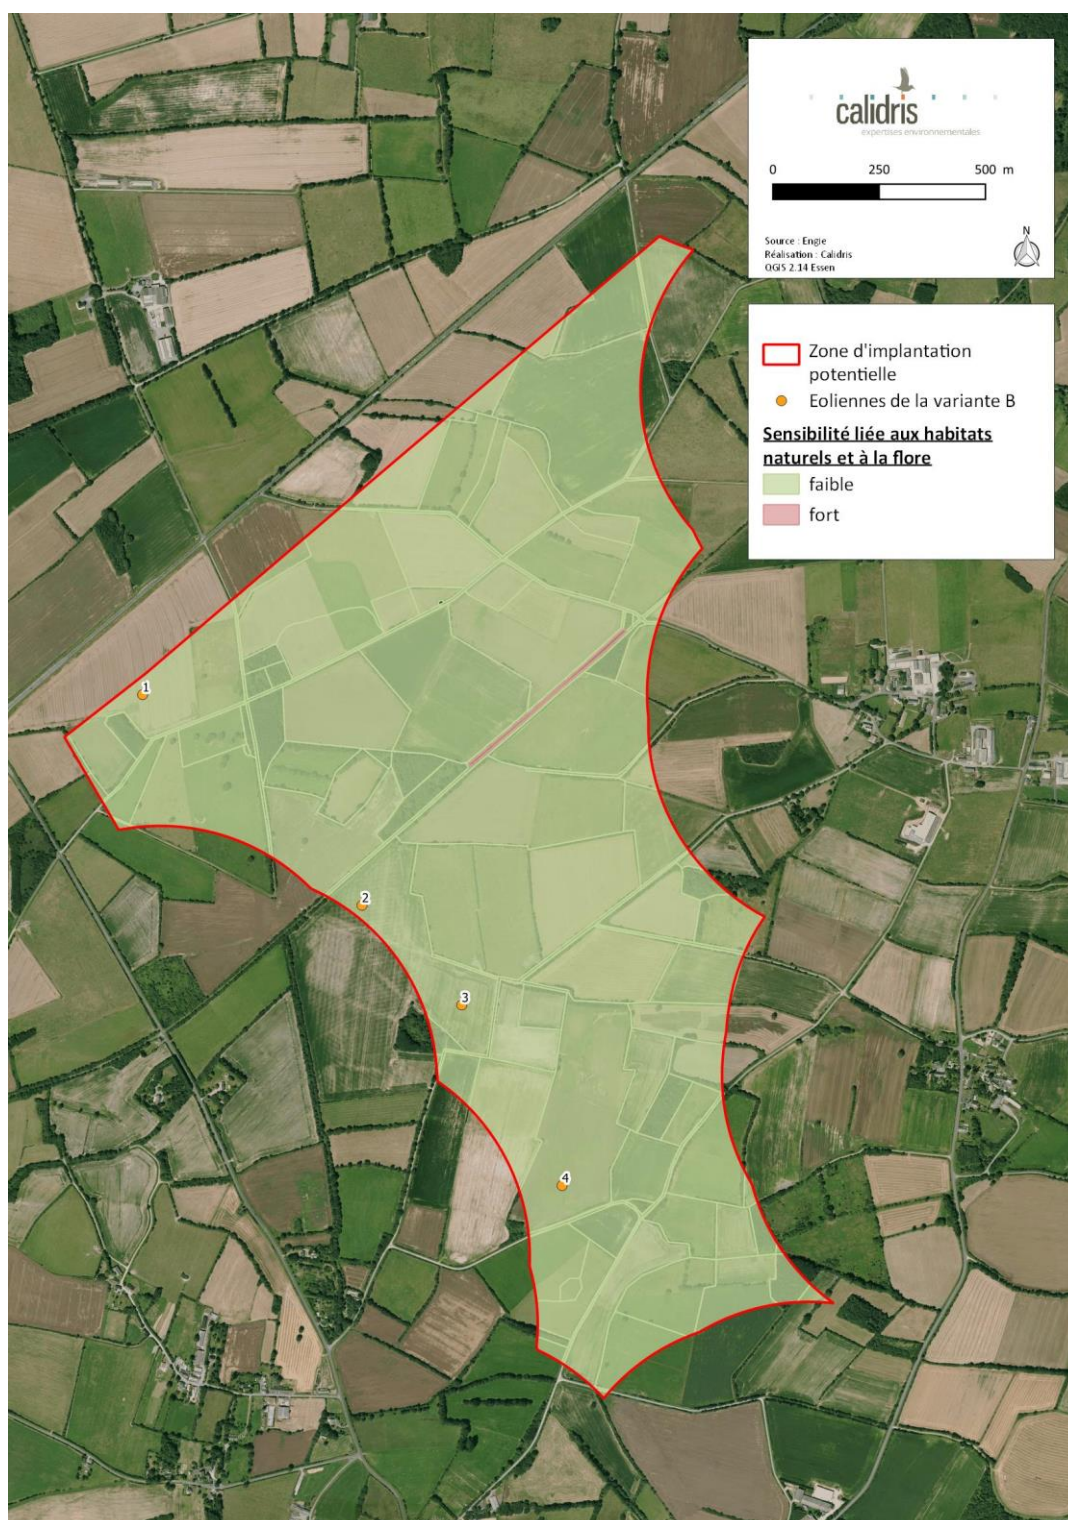 calidris
expertises environnementales
0 250 500 m
Source : Engie
Réalisation : Calidris
QGIS 2.14 Essen
N
Zone d'implantation
potentielle
Eoliennes de la variante B
Sensibilité liée aux habitats
naturels et à la flore
faible
fort
1
2
3
4